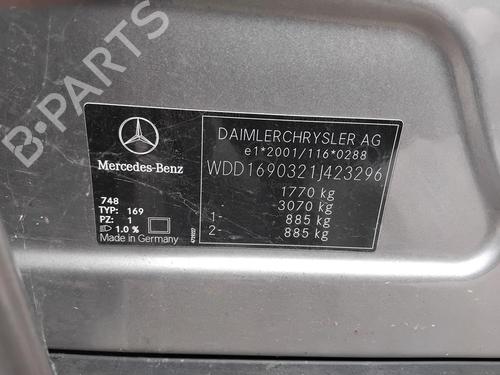 B-PARTS
DAIMLERCHRYSLER AG
e1*2001/116*0288
WDD1690321J423296
1770 kg
- 3070 kg
1- 885 kg
2- 885 kg
Mercedes-Benz
748
TYP: 169
PZ: 1
1.0 %
Made in Germany